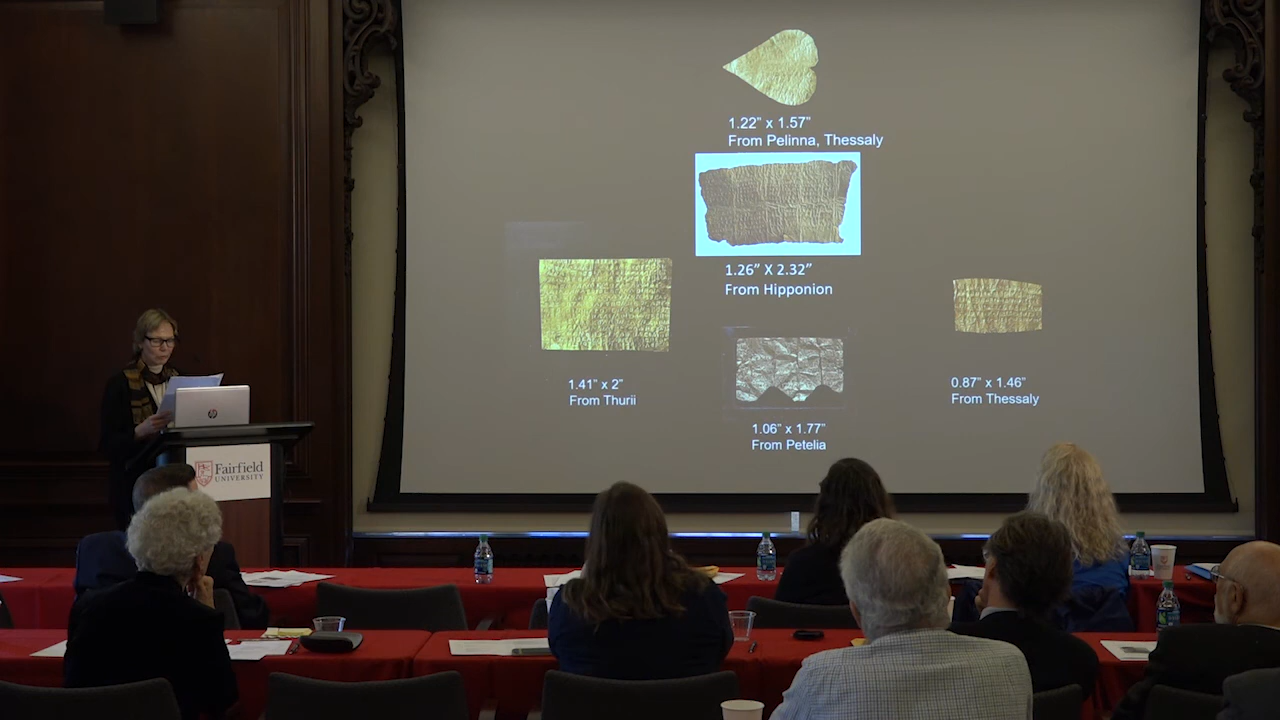 1.22" x 1.57"
From Pelinna, Thessaly
1.26" X 2.32"
From Hipponion
1.41" x 2"
From Thurii
1.06" x 1.77"
From Petelia
0.87" x 1.46"
From Thessaly
hp
Fairfield
UNIVERSITY